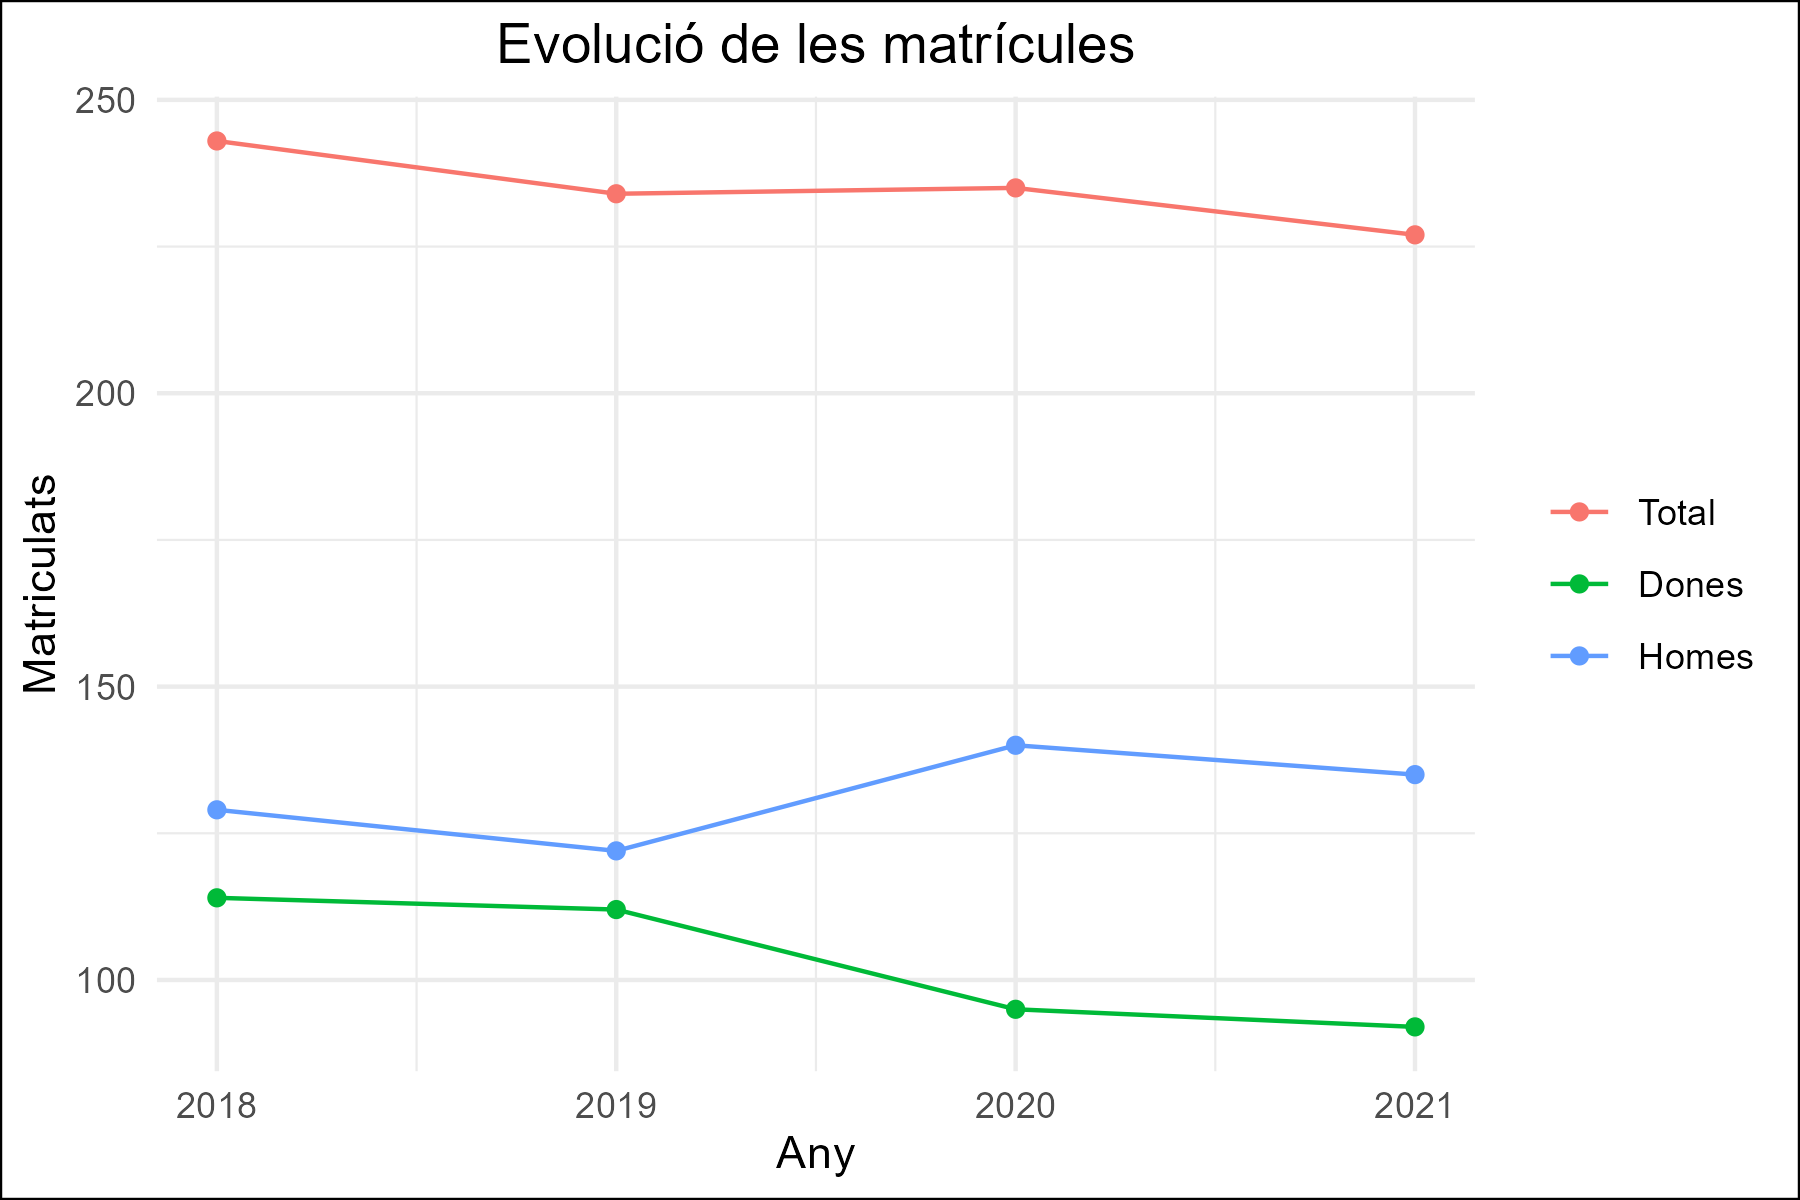 Evolució de les matrícules
250
200
150
100
Matriculats
2018
2019
2020
2021
Any
Total
Dones
Homes